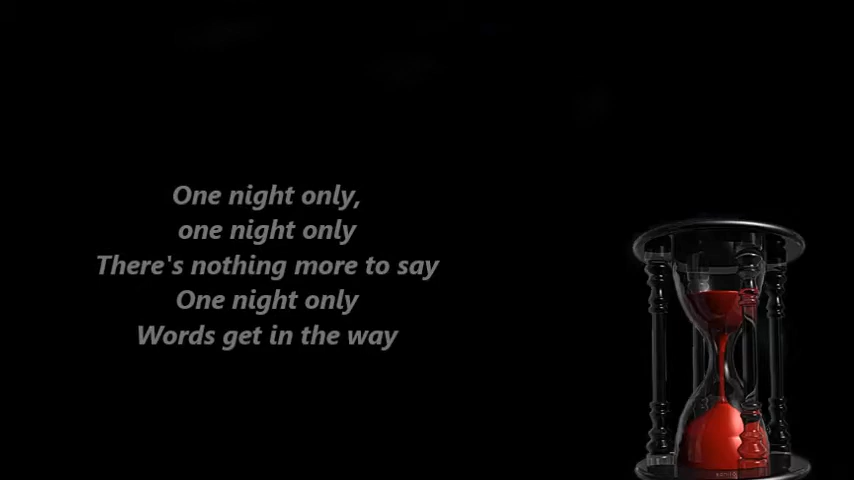 One night only,
one night only
There's nothing more to say
One night only
Words get in the way